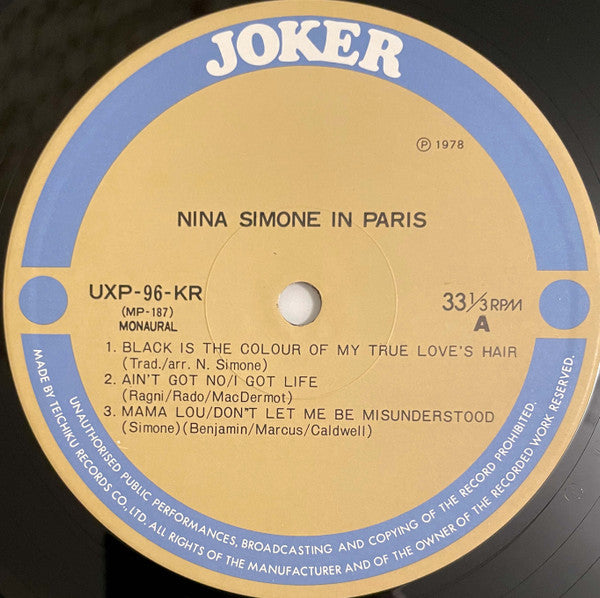 JOKER
Ⓟ 1978
NINA SIMONE IN PARIS
UXP-96-KR
(MP-187)
MONAURAL
33⅓ RPM
A
1. BLACK IS THE COLOUR OF MY TRUE LOVE'S HAIR
(Trad./arr. N. Simone)
2. AIN'T GOT NO/I GOT LIFE
(Ragni/Rado/MacDermot)
3. MAMA LOU/DON"T LET ME BE MISUNDERSTOOD
(Simone)(Benjamin/Marcus/Caldwell)
UNAUTHORISED PUBLIC PERFORMANCES, BROADCASTING AND COPYING OF THE RECORD PROHIBITED.
MADE BY TEICHIKU RECORDS CO., LTD. ALL RIGHTS OF THE MANUFACTURER AND OF THE OWNER OF THE RECORDED WORK RESERVED.